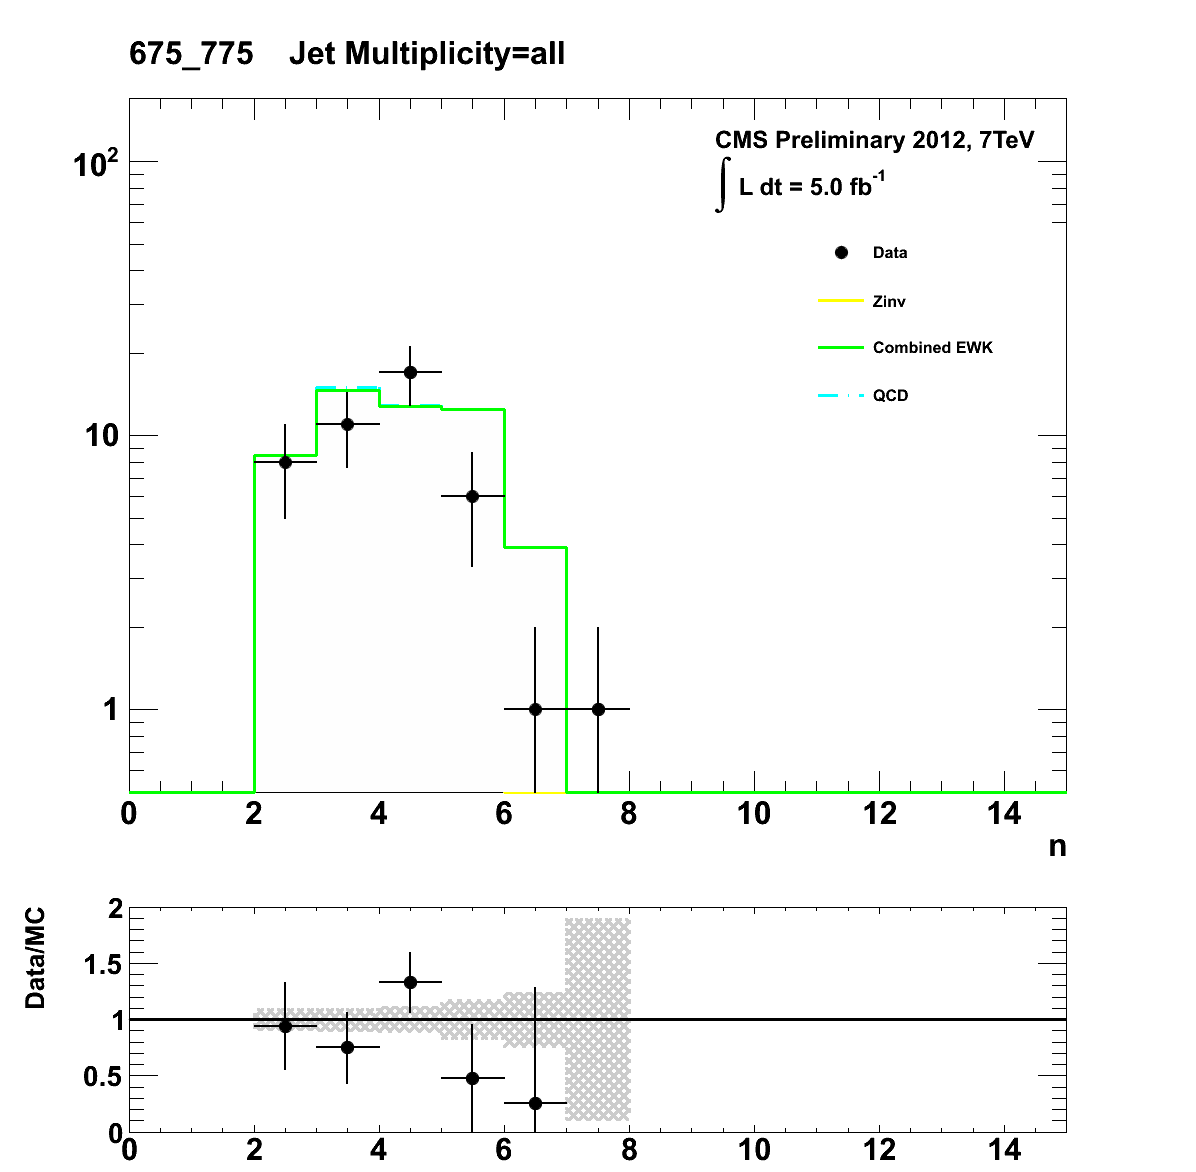 675_775 Jet Multiplicity=all
CMS Preliminary 2012, 7TeV
∫ L dt = 5.0 fb⁻¹
Data
Zinv
Combined EWK
QCD
10²
10
1
0 2 4 6 8 10 12 14
n
Data/MC
2
1.5
1
0.5
0
0 2 4 6 8 10 12 14